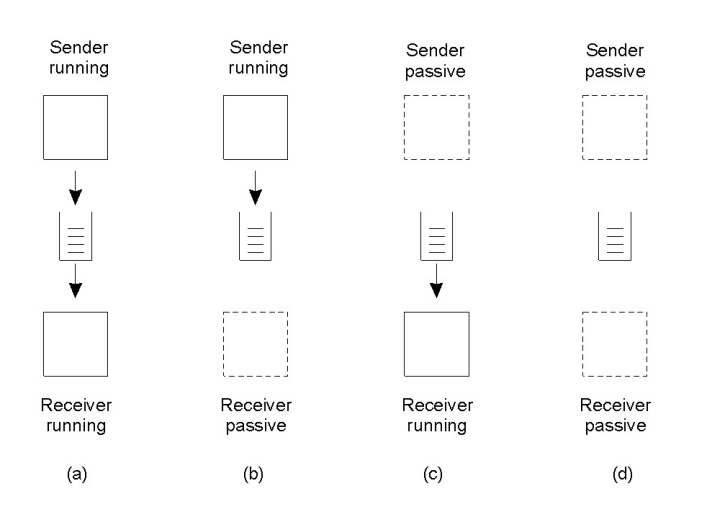 Sender
running
Sender
running
Sender
passive
Sender
passive
Receiver
running
Receiver
passive
Receiver
running
Receiver
passive
(a)
(b)
(c)
(d)